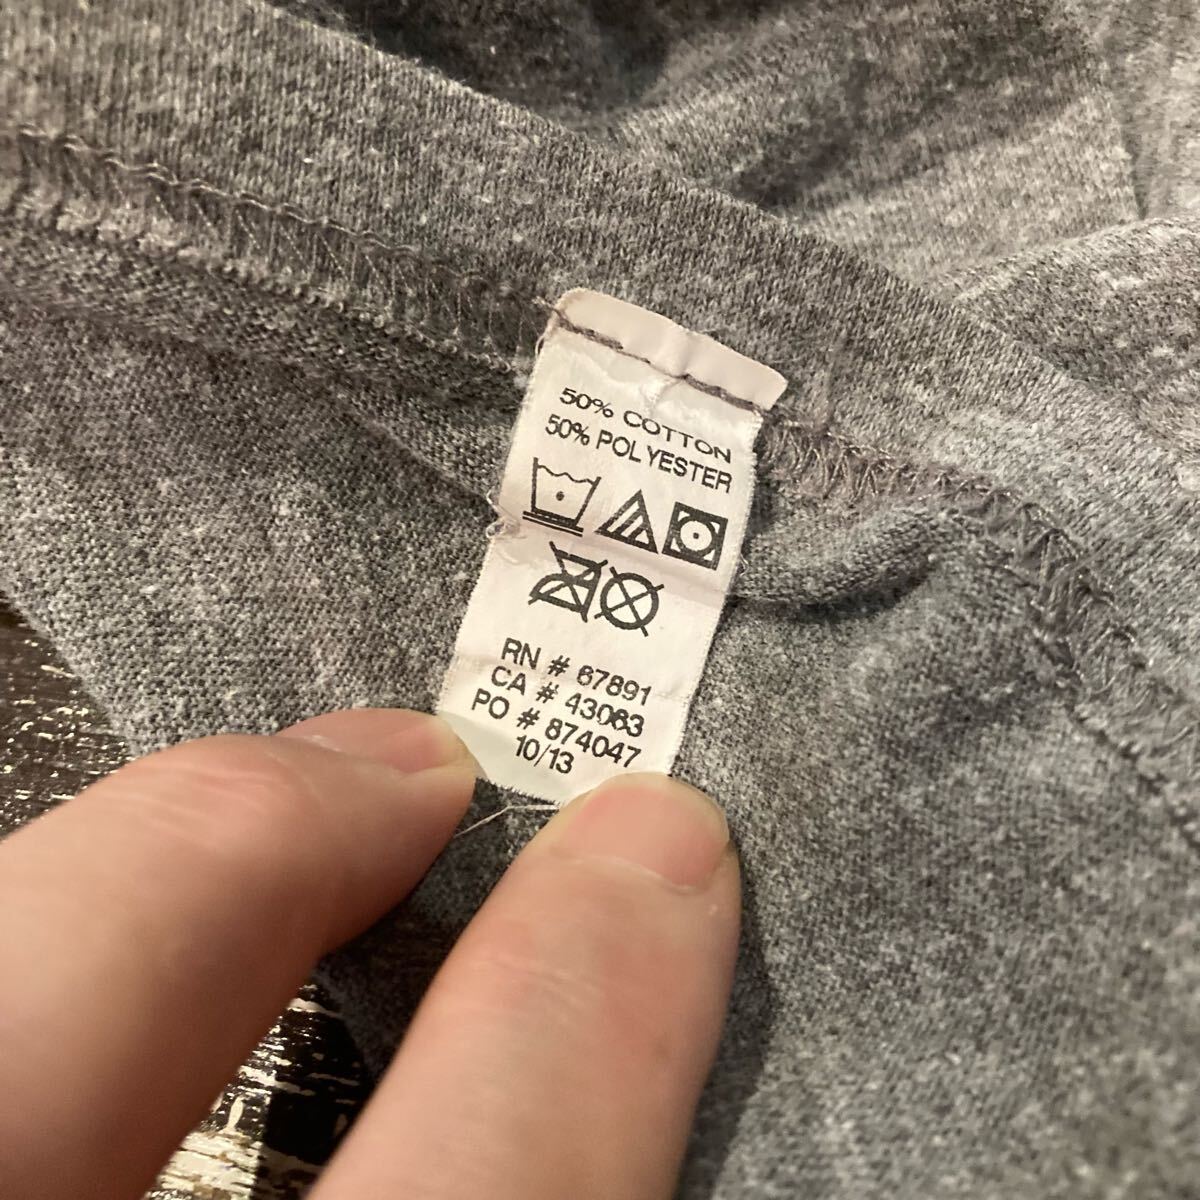 50% COTTON
50% POLYESTER
RN # 67891
CA # 43063
PO # 874047
10/13